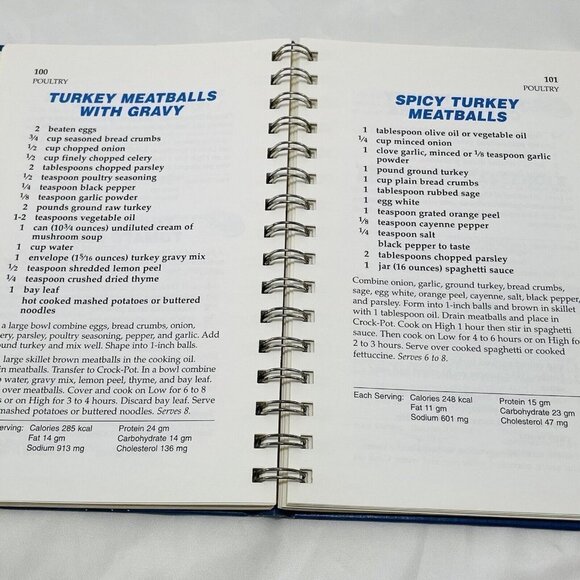 100
POULTRY
TURKEY MEATBALLS
WITH GRAVY
2 beaten eggs
¾ cup soft bread crumbs
½ cup chopped onion
½ cup finely chopped celery
2 tablespoons chopped parsley
½ teaspoon poultry seasoning
¼ teaspoon black pepper
⅛ teaspoon garlic powder
2 pounds ground raw turkey
1-2 teaspoons vegetable oil
1 can (10¾ ounces) undiluted cream of
mushroom soup
1 cup water
1 envelope (1⁵⁄₁₆ ounces) turkey gravy mix
½ teaspoon shredded lemon peel
¼ teaspoon crushed dried thyme
1 bay leaf
hot cooked mashed potatoes or buttered
noodles
a large bowl combine eggs, bread crumbs, onion,
ery, parsley, poultry seasoning, pepper, and garlic. Add
ound turkey and mix well. Shape into 1-inch balls.
large skillet brown meatballs in the cooking oil.
in meatballs. Transfer to Crock-Pot. In a bowl combine
p water, gravy mix, lemon peel, thyme, and bay leaf.
over meatballs. Cover and cook on Low for 6 to 8
s or on High for 3 to 4 hours. Discard bay leaf. Serve
mashed potatoes or buttered noodles. Serves 8.
Serving: Calories 285 kcal Protein 24 gm
Fat 14 gm Carbohydrate 14 gm
Sodium 913 mg Cholesterol 136 mg
101
POULTRY
SPICY TURKEY
MEATBALLS
1 tablespoon olive oil or vegetable oil
¼ cup minced onion
1 clove garlic, minced or ⅛ teaspoon garlic
powder
1 pound ground turkey
1 cup plain bread crumbs
1 tablespoon rubbed sage
1 egg white
1 teaspoon grated orange peel
⅛ teaspoon cayenne pepper
¼ teaspoon salt
black pepper to taste
2 tablespoons chopped parsley
1 jar (16 ounces) spaghetti sauce
Combine onion, garlic, ground turkey, bread crumbs,
sage, egg white, orange peel, cayenne, salt, black pepper,
and parsley. Form into 1-inch balls and brown in skillet
with 1 tablespoon oil. Drain meatballs and place in
Crock-Pot. Cook on High 1 hour then stir in spaghetti
sauce. Then cook on Low for 4 to 6 hours or on High for
2 to 3 hours. Serve over cooked spaghetti or cooked
fettuccine. Serves 6 to 8.
Each Serving: Calories 248 kcal Protein 15 gm
Fat 11 gm Carbohydrate 23 gm
Sodium 601 mg Cholesterol 47 mg